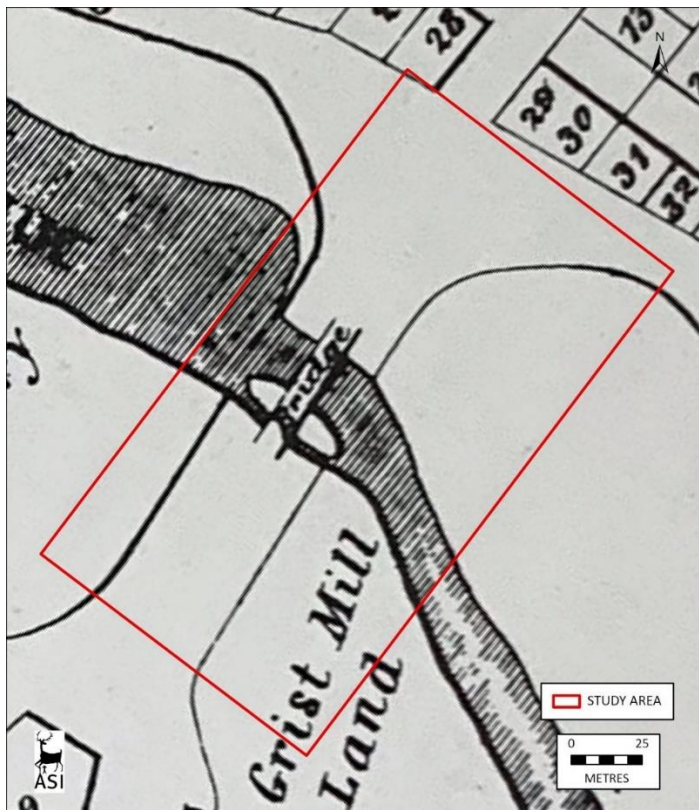 28
13
N
29
30
31
32
Bridge
Grist Mill
Land
9
STUDY AREA
0 25
METRES
ASI